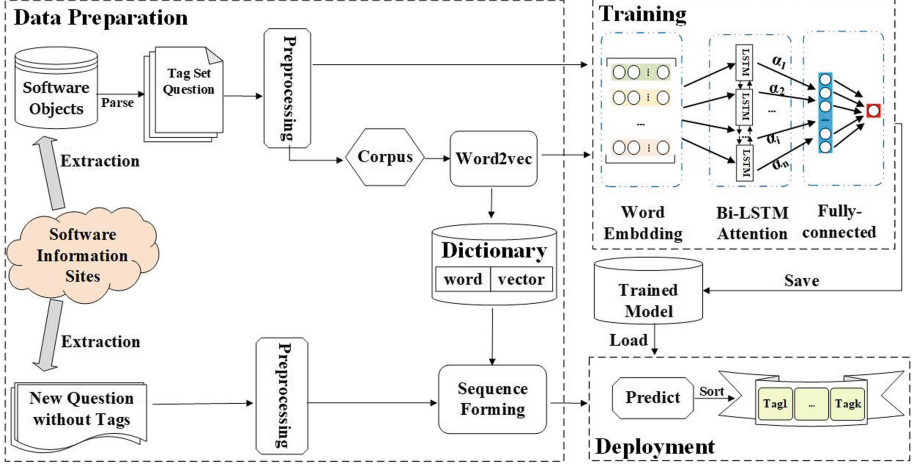 Data Preparation
Software
Objects
Parse
Tag Set
Question
Preprocessing
Extraction
Corpus
Word2vec
Software
Information
Sites
Dictionary
word vector
Extraction
New Question
without Tags
Preprocessing
Sequence
Forming
Training
...
LSTM
LSTM
...
LSTM
α1
α2
...
αi
αn
...
Word
Embdding
Bi-LSTM
Attention
Fully-
connected
Trained
Model
Save
Load
Predict
Sort
Tag1 ... Tagk
Deployment